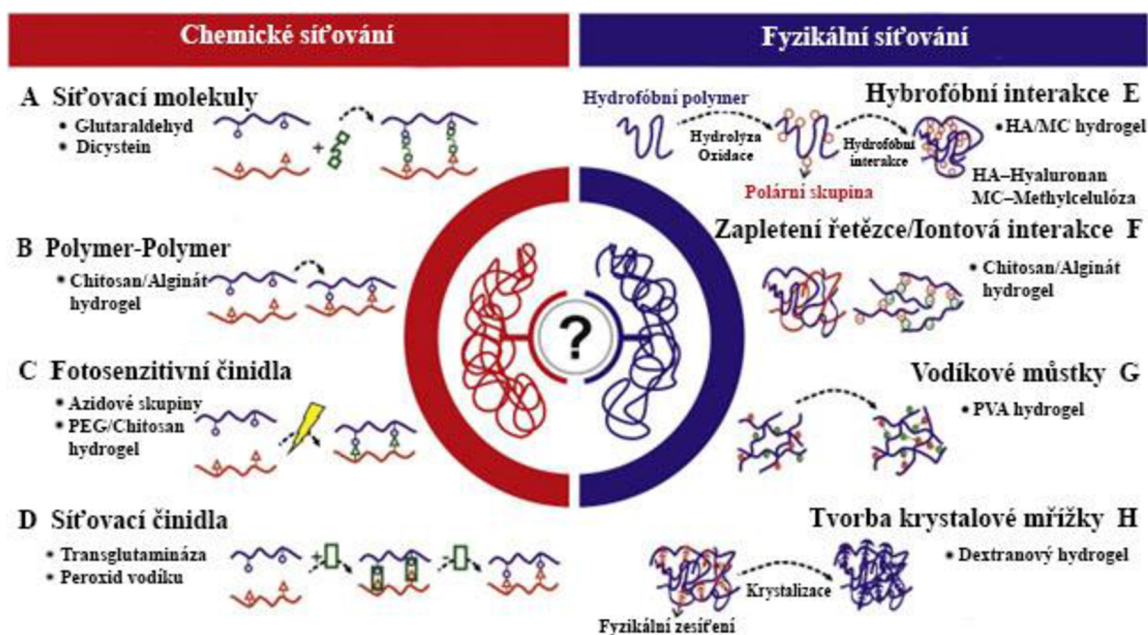 Chemické síťování
Fyzikální síťování
A Síťovací molekuly
• Glutaraldehyd
• Dicystein
+
B Polymer-Polymer
• Chitosan/Alginát
hydrogel
C Fotosenzitivní činidla
• Azidové skupiny
• PEG/Chitosan
hydrogel
D Síťovací činidla
• Transglutamináza
• Peroxid vodíku
+
-
?
Hybrofóbní interakce E
Hydrofóbní polymer
• HA/MC hydrogel
Hydrolýza
Oxidace
Hydrofóbní
interakce
Polární skupina
HA–Hyaluronan
MC–Methylcelulóza
Zapletení řetězce/Iontová interakce F
• Chitosan/Alginát
hydrogel
Vodíkové můstky G
• PVA hydrogel
Tvorba krystalové mřížky H
• Dextranový hydrogel
Krystalizace
Fyzikální zesíření